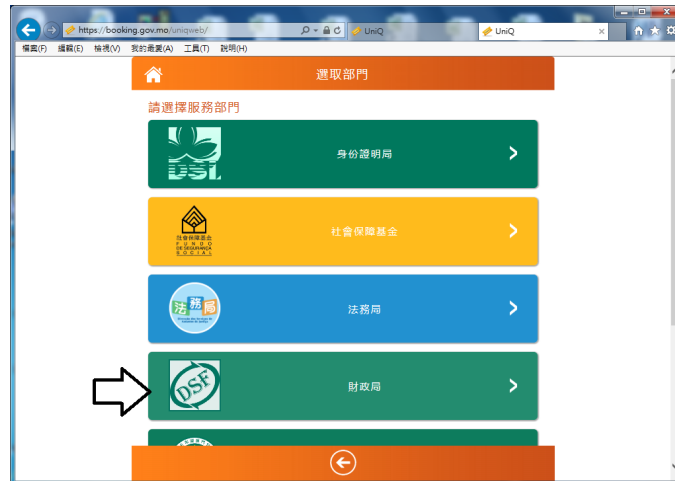 https://booking.gov.mo/uniqweb/
UniQ
UniQ
檔案(F) 編輯(E) 檢視(V) 我的最愛(A) 工具(T) 說明(H)
選取部門
請選擇服務部門
DSI
身份證明局
社會保障基金
FUNDO
DE SEGURANÇA
SOCIAL
社會保障基金
法務局
法務局
DSF
財政局